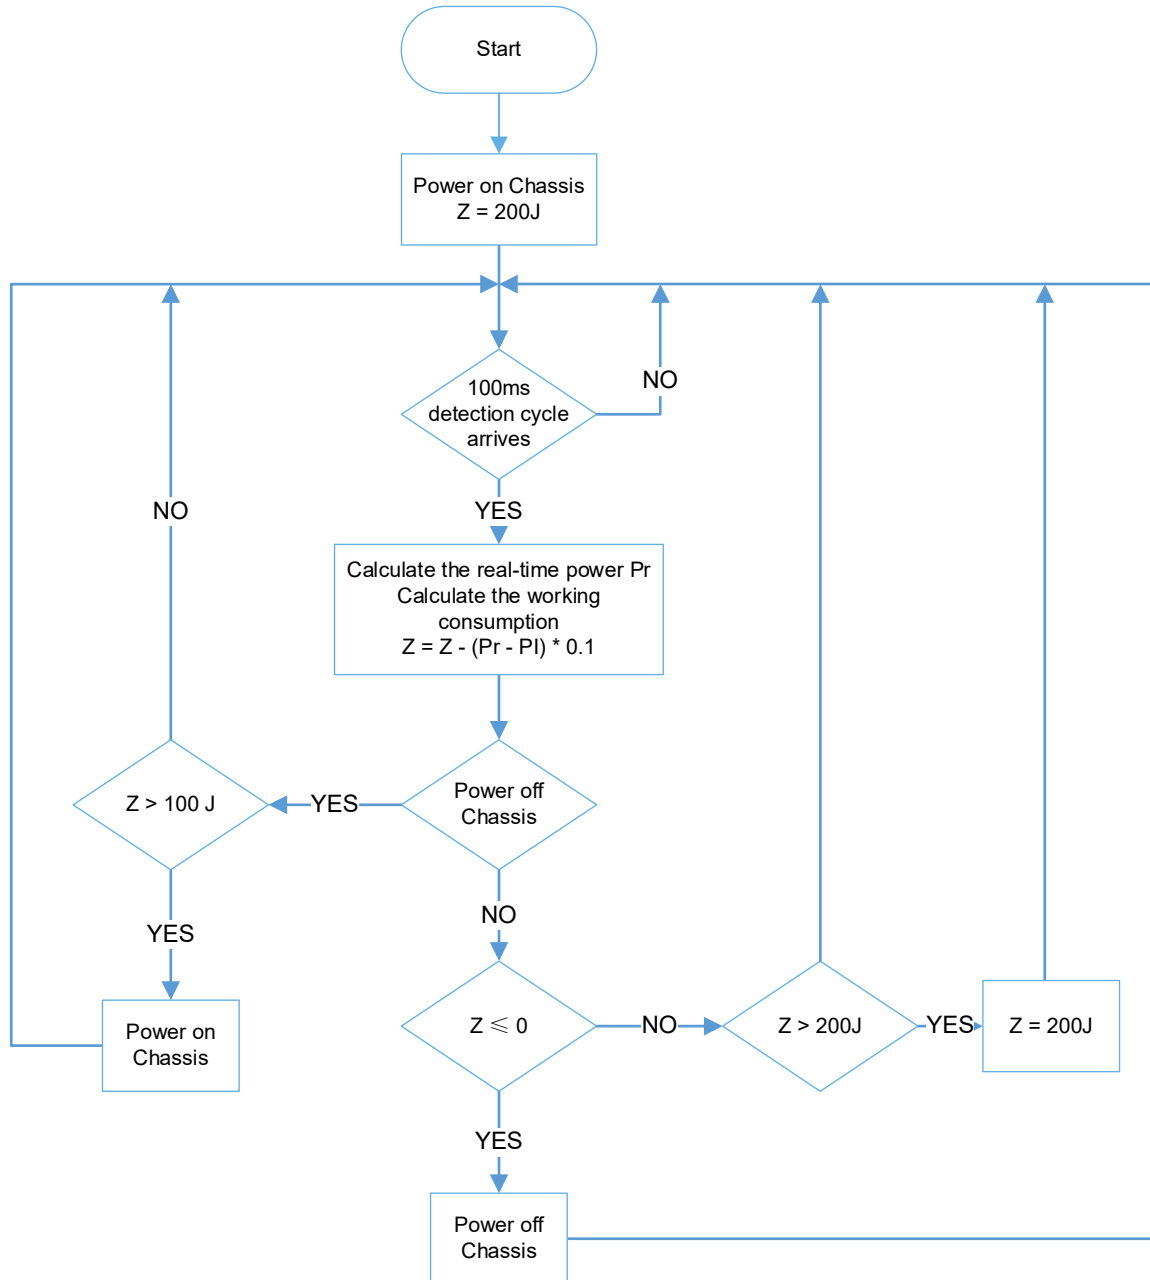 Start
Power on Chassis
Z = 200J
100ms
detection cycle
arrives
NO
YES
NO
Calculate the real-time power Pr
Calculate the working
consumption
Z = Z - (Pr - Pl) * 0.1
Z > 100 J
YES
Power off
Chassis
NO
YES
Power on
Chassis
Z ⩽ 0
NO
Z > 200J
YES
Z = 200J
YES
Power off
Chassis